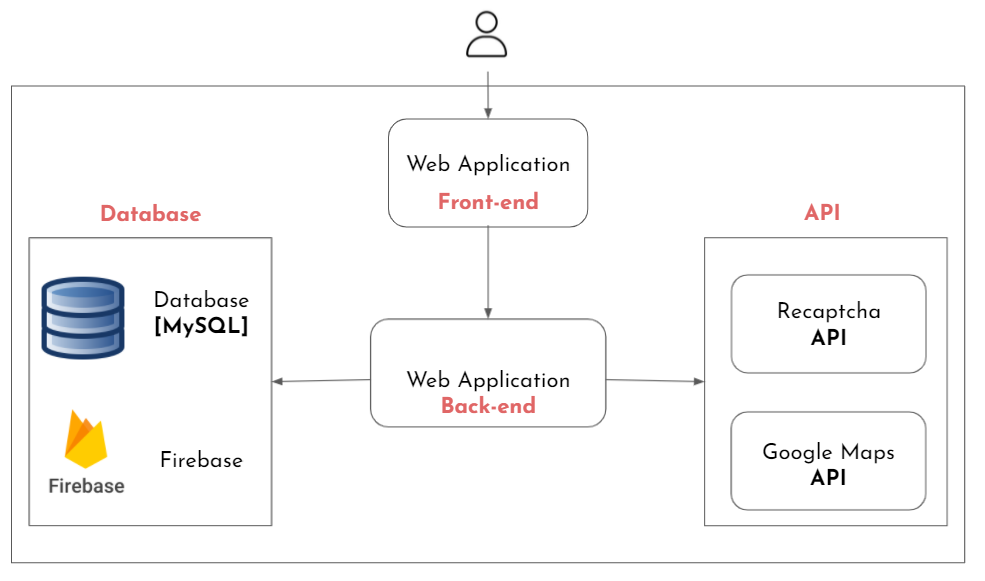 Web Application
Front-end
Database
Database
[MySQL]
Firebase
Firebase
Web Application
Back-end
API
Recaptcha
API
Google Maps
API